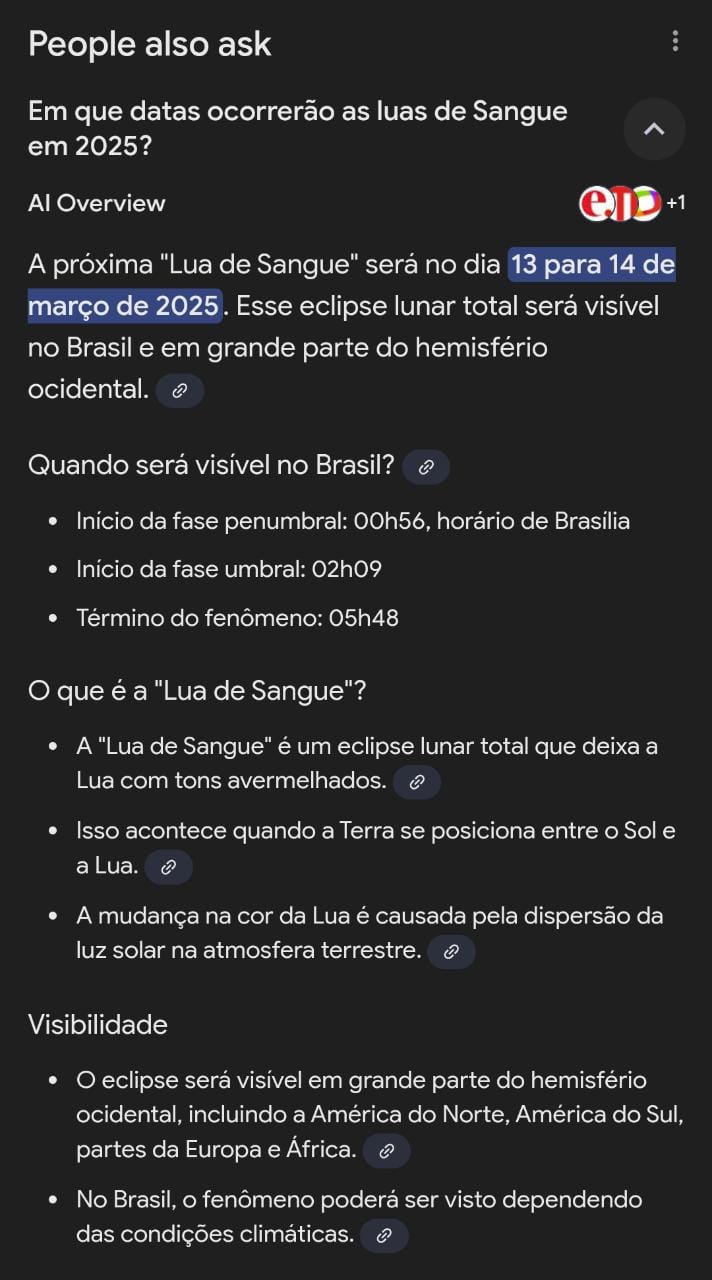 People also ask
Em que datas ocorrerão as luas de Sangue
em 2025?
AI Overview
+1
A próxima "Lua de Sangue" será no dia 13 para 14 de
março de 2025. Esse eclipse lunar total será visível
no Brasil e em grande parte do hemisfério
ocidental.
Quando será visível no Brasil?
• Início da fase penumbral: 00h56, horário de Brasília
• Início da fase umbral: 02h09
• Término do fenômeno: 05h48
O que é a "Lua de Sangue"?
• A "Lua de Sangue" é um eclipse lunar total que deixa a
Lua com tons avermelhados.
• Isso acontece quando a Terra se posiciona entre o Sol e
a Lua.
• A mudança na cor da Lua é causada pela dispersão da
luz solar na atmosfera terrestre.
Visibilidade
• O eclipse será visível em grande parte do hemisfério
ocidental, incluindo a América do Norte, América do Sul,
partes da Europa e África.
• No Brasil, o fenômeno poderá ser visto dependendo
das condições climáticas.